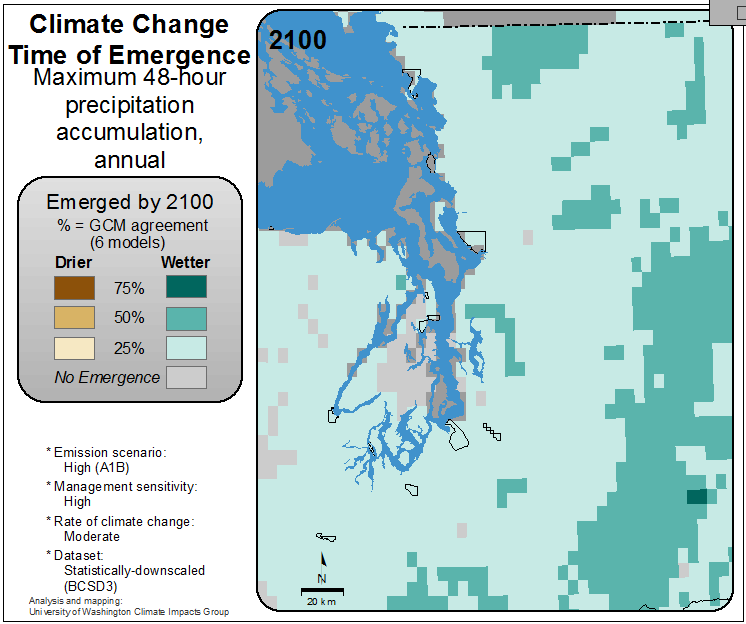 Climate Change
Time of Emergence
Maximum 48-hour
precipitation
accumulation,
annual
Emerged by 2100
% = GCM agreement
(6 models)
Drier Wetter
75%
50%
25%
No Emergence
* Emission scenario:
High (A1B)
* Management sensitivity:
High
* Rate of climate change:
Moderate
* Dataset:
Statistically-downscaled
(BCSD3)
Analysis and mapping:
University of Washington Climate Impacts Group
2100
N
20 km